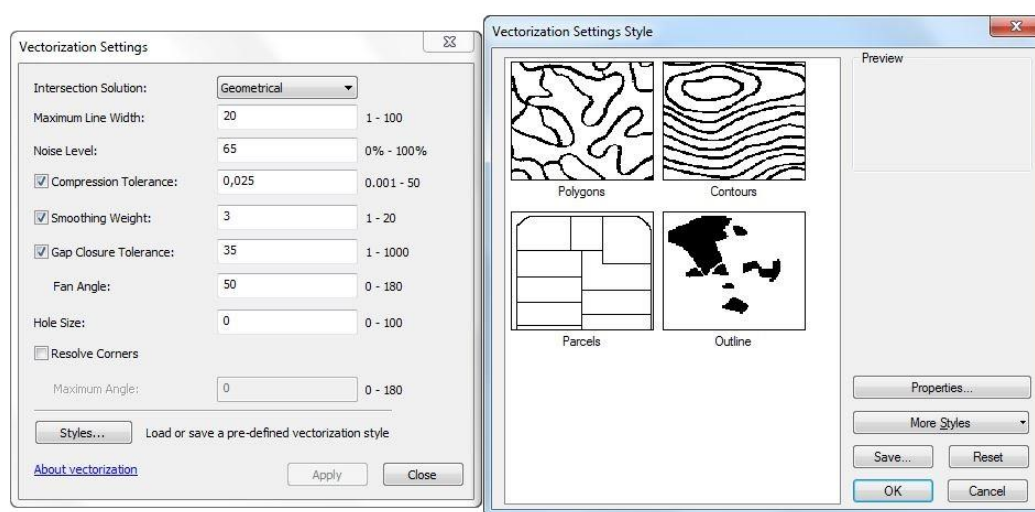 Vectorization Settings
Intersection Solution: Geometrical
Maximum Line Width: 20 1 - 100
Noise Level: 65 0% - 100%
Compression Tolerance: 0,025 0.001 - 50
Smoothing Weight: 3 1 - 20
Gap Closure Tolerance: 35 1 - 1000
Fan Angle: 50 0 - 180
Hole Size: 0 0 - 100
Resolve Corners
Maximum Angle: 0 0 - 180
Styles... Load or save a pre-defined vectorization style
About vectorization Apply Close
Vectorization Settings Style
Polygons Contours
Parcels Outline
Preview
Properties...
More Styles
Save... Reset
OK Cancel